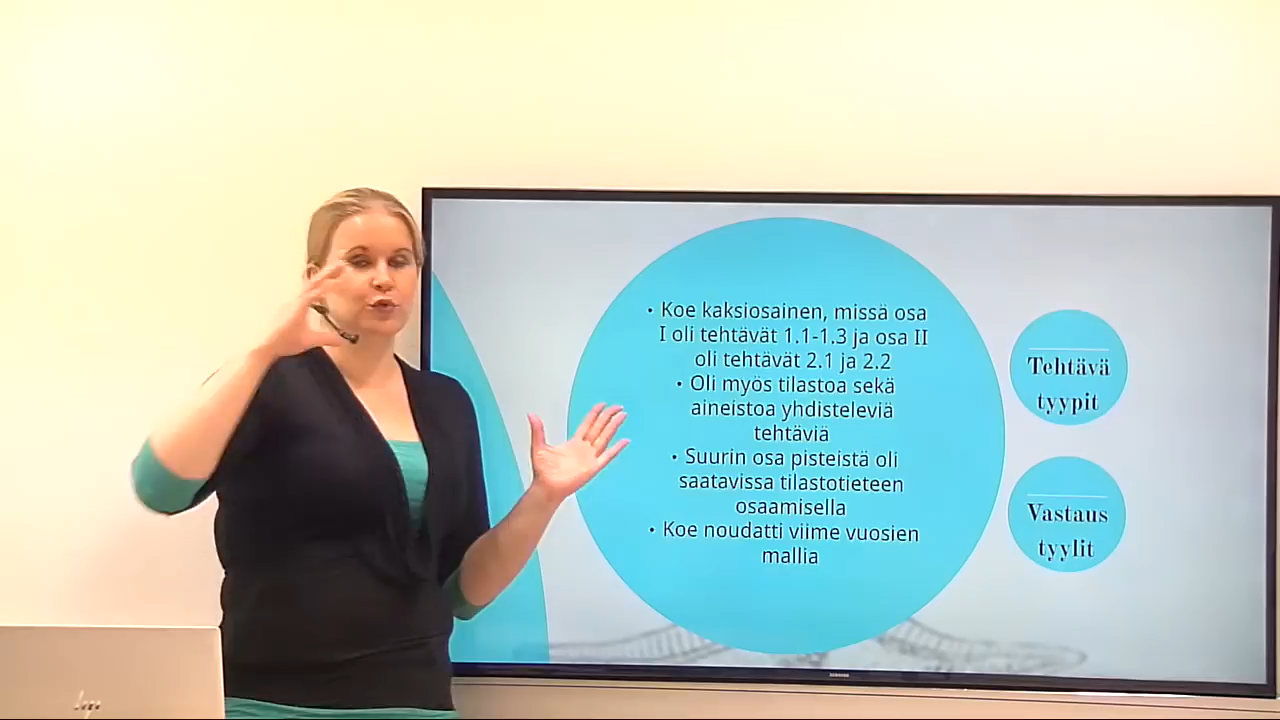 • Koe kaksiosainen, missä osa
I oli tehtävät 1.1-1.3 ja osa II
oli tehtävät 2.1 ja 2.2
• Oli myös tilastoa sekä
aineistoa yhdisteleviä
tehtäviä
• Suurin osa pisteistä oli
saatavissa tilastotieteen
osaamisella
• Koe noudatti viime vuosien
mallia
Tehtävä
tyypit
Vastaus
tyylit
SAMSUNG
hp